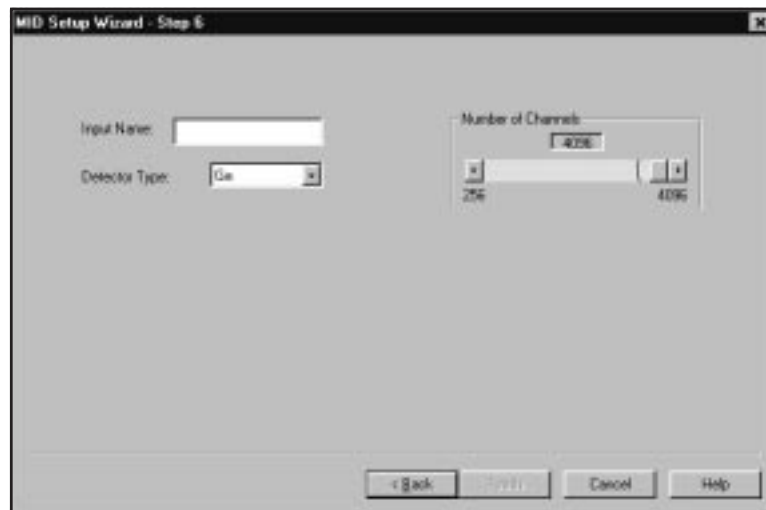 MID Setup Wizard - Step 6
Input Name:
Number of Channels
4096
Detector Type:
Ge
256
4096
< Back
Cancel
Help